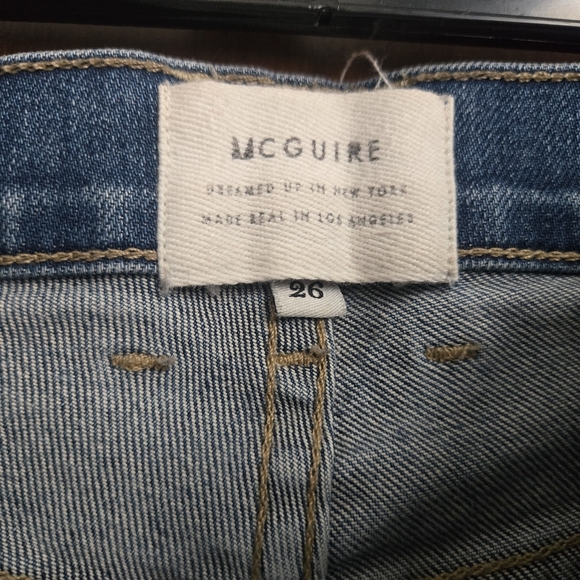 MCGUIRE
DREAMED UP IN NEW YORK
MADE REAL IN LOS ANGELES
26